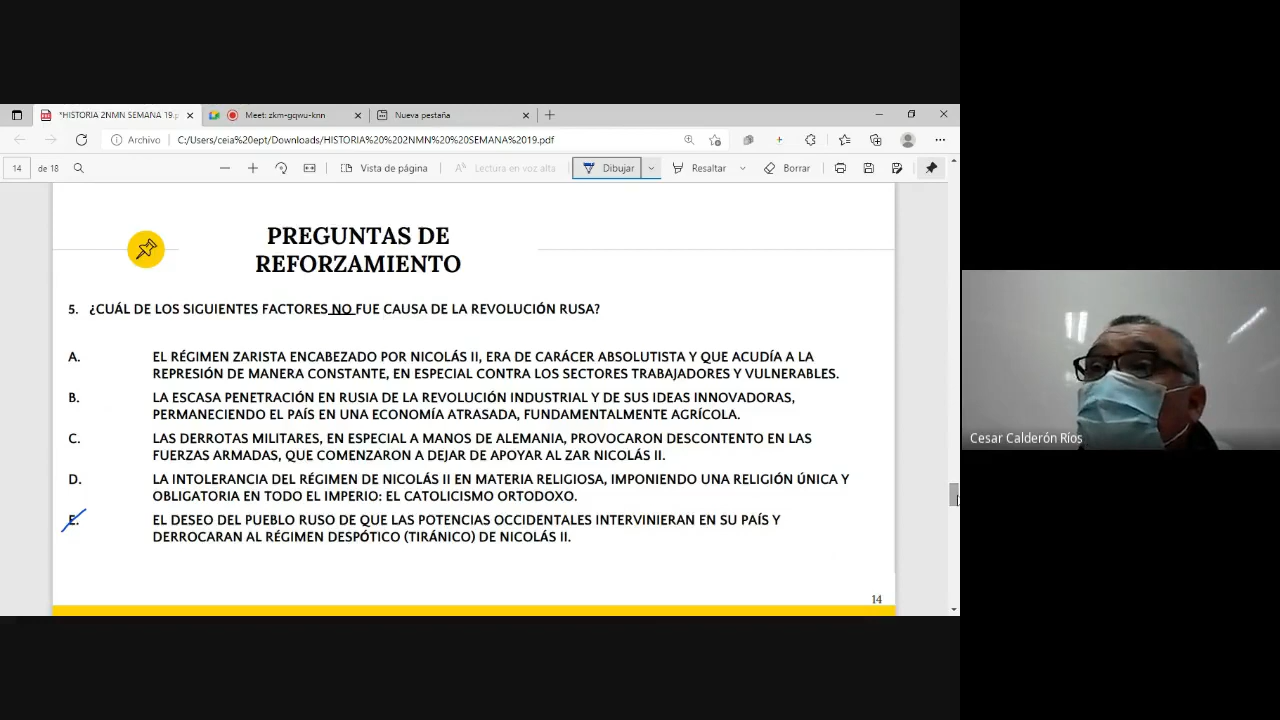 *HISTORIA 2NMN SEMANA 19.p
Meet: zkm-gqwu-knn
Nueva pestaña
Archivo
C:/Users/ceia%20ept/Downloads/HISTORIA%20%202NMN%20%20SEMANA%2019.pdf
14 de 18
Vista de página
Lectura en voz alta
Dibujar
Resaltar
Borrar
PREGUNTAS DE
REFORZAMIENTO
5. ¿CUÁL DE LOS SIGUIENTES FACTORES NO FUE CAUSA DE LA REVOLUCIÓN RUSA?
A. EL RÉGIMEN ZARISTA ENCABEZADO POR NICOLÁS II, ERA DE CARÁCER ABSOLUTISTA Y QUE ACUDÍA A LA
REPRESIÓN DE MANERA CONSTANTE, EN ESPECIAL CONTRA LOS SECTORES TRABAJADORES Y VULNERABLES.
B. LA ESCASA PENETRACIÓN EN RUSIA DE LA REVOLUCIÓN INDUSTRIAL Y DE SUS IDEAS INNOVADORAS,
PERMANECIENDO EL PAÍS EN UNA ECONOMÍA ATRASADA, FUNDAMENTALMENTE AGRÍCOLA.
C. LAS DERROTAS MILITARES, EN ESPECIAL A MANOS DE ALEMANIA, PROVOCARON DESCONTENTO EN LAS
FUERZAS ARMADAS, QUE COMENZARON A DEJAR DE APOYAR AL ZAR NICOLÁS II.
D. LA INTOLERANCIA DEL RÉGIMEN DE NICOLÁS II EN MATERIA RELIGIOSA, IMPONIENDO UNA RELIGIÓN ÚNICA Y
OBLIGATORIA EN TODO EL IMPERIO: EL CATOLICISMO ORTODOXO.
E. EL DESEO DEL PUEBLO RUSO DE QUE LAS POTENCIAS OCCIDENTALES INTERVINIERAN EN SU PAÍS Y
DERROCARAN AL RÉGIMEN DESPÓTICO (TIRÁNICO) DE NICOLÁS II.
14
Cesar Calderón Ríos